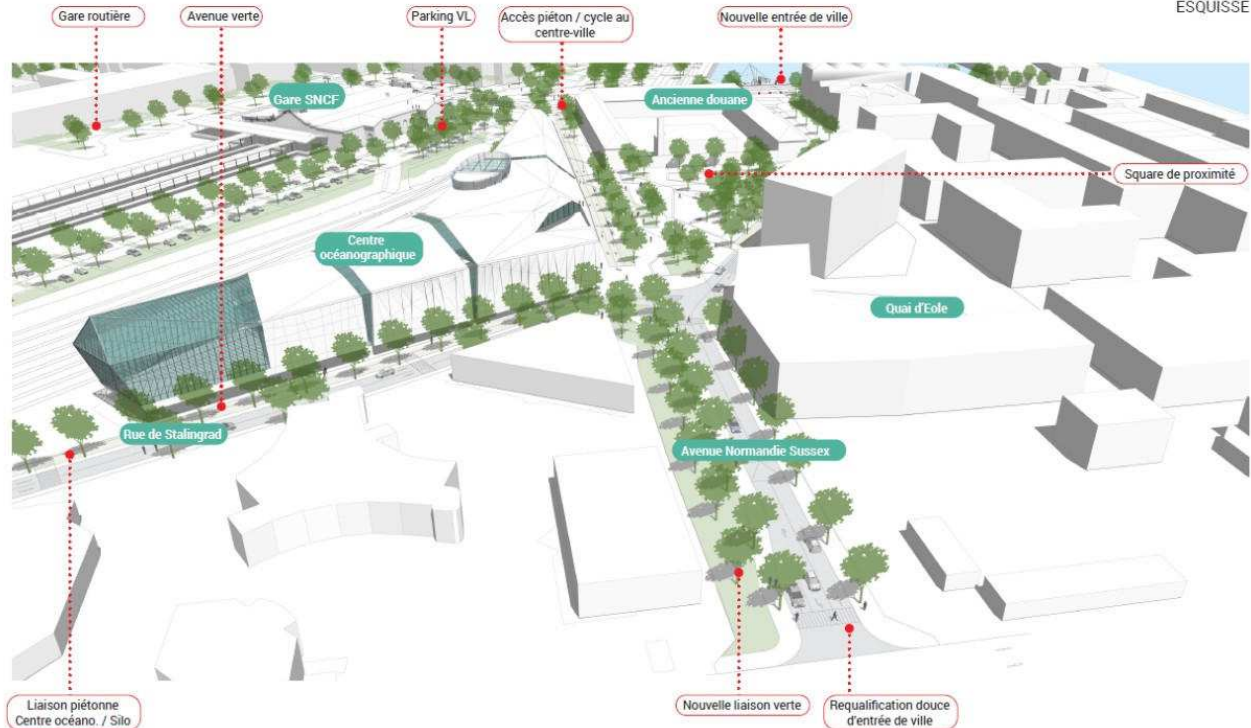 ESQUISSE
Gare routière
Avenue verte
Parking VL
Accès piéton / cycle au
centre-ville
Nouvelle entrée de ville
Gare SNCF
Ancienne douane
Square de proximité
Centre
océanographique
Quai d'Eole
Rue de Stalingrad
Avenue Normandie Sussex
Liaison piétonne
Centre océano. / Silo
Nouvelle liaison verte
Requalification douce
d'entrée de ville